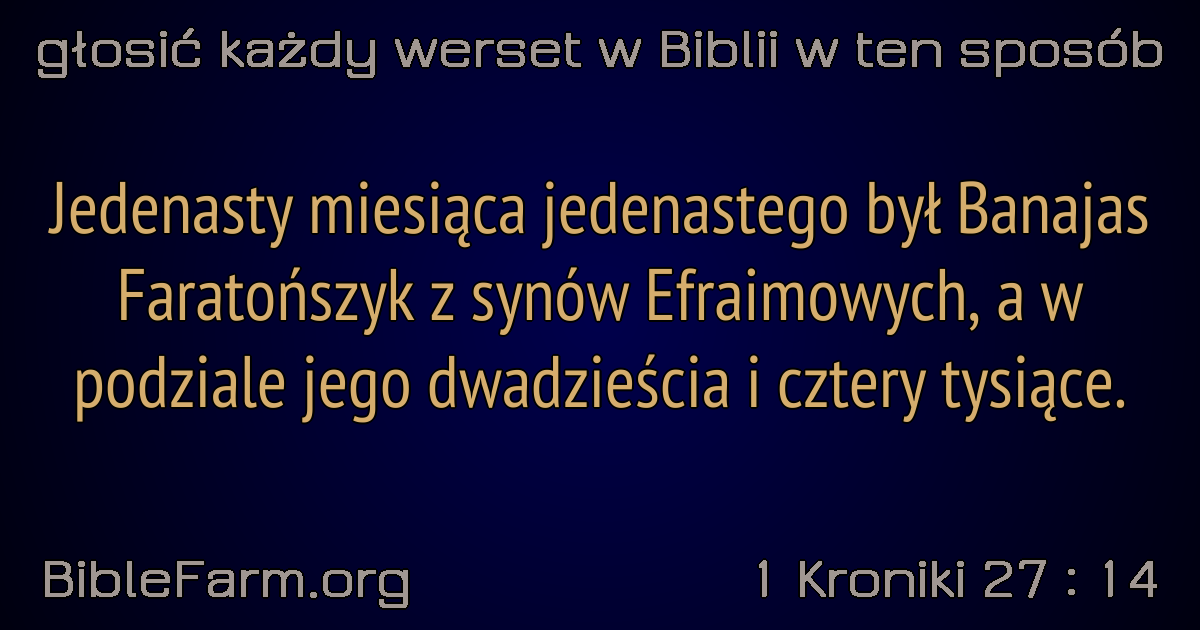 głosić każdy werset w Biblii w ten sposób
Jedenasty miesiąca jedenastego był Banajas
Faratończyk z synów Efraimowych, a w
podziale jego dwadzieścia i cztery tysiące.
BibleFarm.org
1 Kroniki 27 : 14